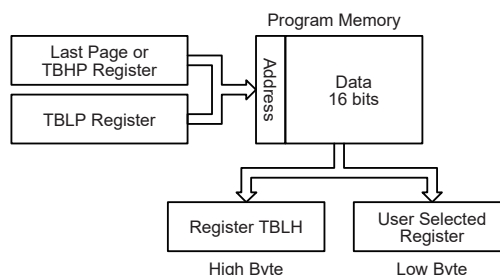 Program Memory
Last Page or
TBHP Register
TBLP Register
Address
Data
16 bits
Register TBLH
User Selected
Register
High Byte
Low Byte